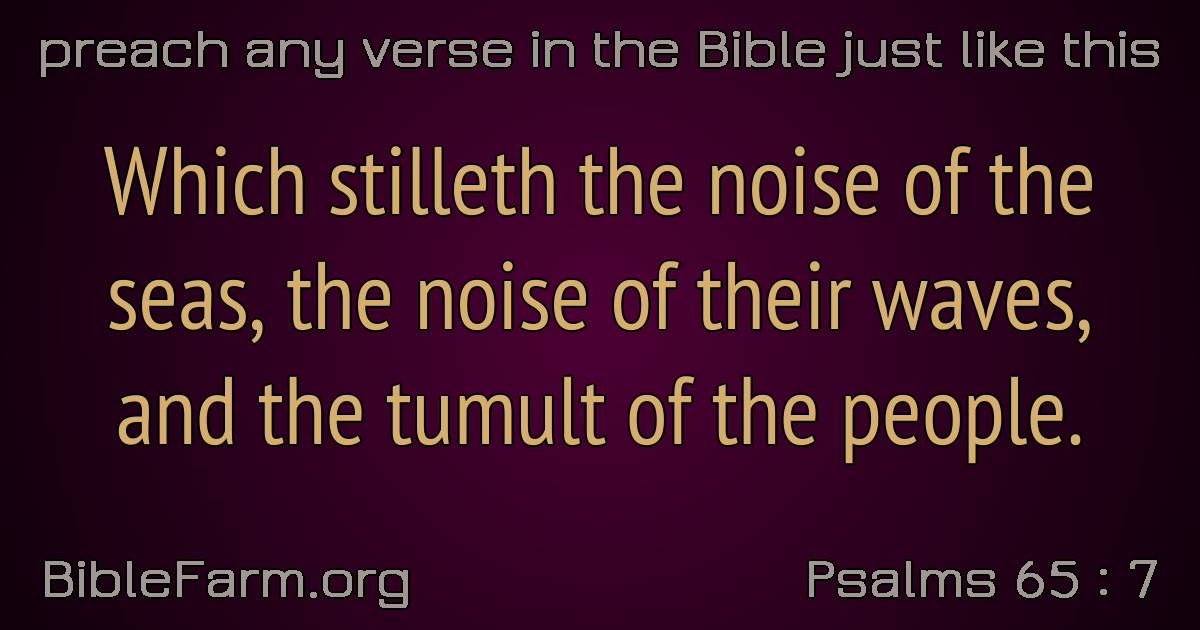 preach any verse in the Bible just like this
Which stilleth the noise of the
seas, the noise of their waves,
and the tumult of the people.
BibleFarm.org
Psalms 65 : 7